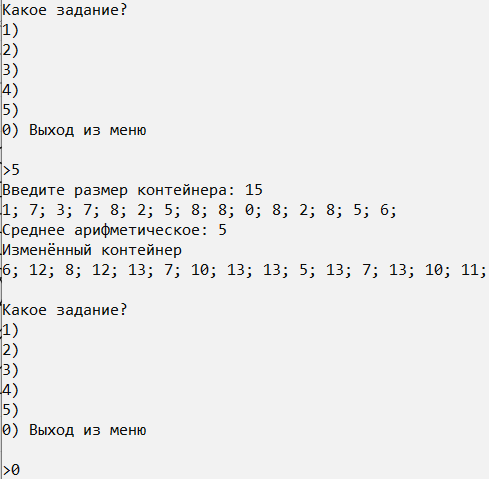 Какое задание?
1)
2)
3)
4)
5)
0) Выход из меню
>5
Введите размер контейнера: 15
1; 7; 3; 7; 8; 2; 5; 8; 8; 0; 8; 2; 8; 5; 6;
Среднее арифметическое: 5
Изменённый контейнер
6; 12; 8; 12; 13; 7; 10; 13; 13; 5; 13; 7; 13; 10; 11;
Какое задание?
1)
2)
3)
4)
5)
0) Выход из меню
>0